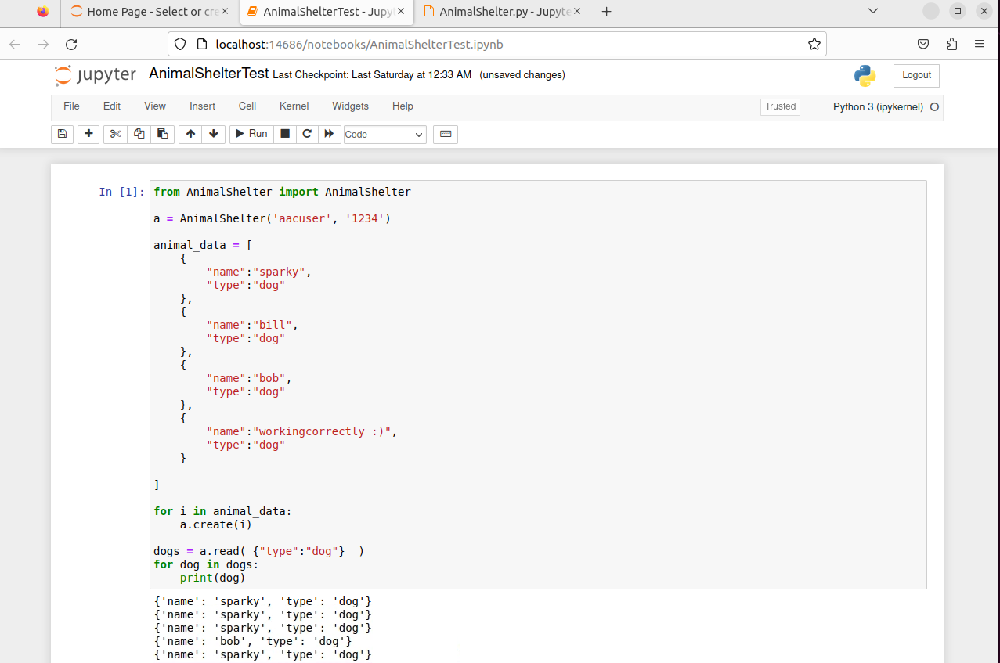 Home Page - Select or cre
AnimalShelterTest - Jupyt
AnimalShelter.py - Jupyte
localhost:14686/notebooks/AnimalShelterTest.ipynb
jupyter AnimalShelterTest Last Checkpoint: Last Saturday at 12:33 AM (unsaved changes)
Logout
File Edit View Insert Cell Kernel Widgets Help
Trusted
Python 3 (ipykernel)
Run
Code
In [1]:
from AnimalShelter import AnimalShelter

a = AnimalShelter('aacuser', '1234')

animal_data = [
    {
        "name":"sparky",
        "type":"dog"
    },
    {
        "name":"bill",
        "type":"dog"
    },
    {
        "name":"bob",
        "type":"dog"
    },
    {
        "name":"workingcorrectly :)",
        "type":"dog"
    }

]

for i in animal_data:
    a.create(i)

dogs = a.read( {"type":"dog"}  )
for dog in dogs:
    print(dog)
{'name': 'sparky', 'type': 'dog'}
{'name': 'sparky', 'type': 'dog'}
{'name': 'sparky', 'type': 'dog'}
{'name': 'bob', 'type': 'dog'}
{'name': 'sparky', 'type': 'dog'}